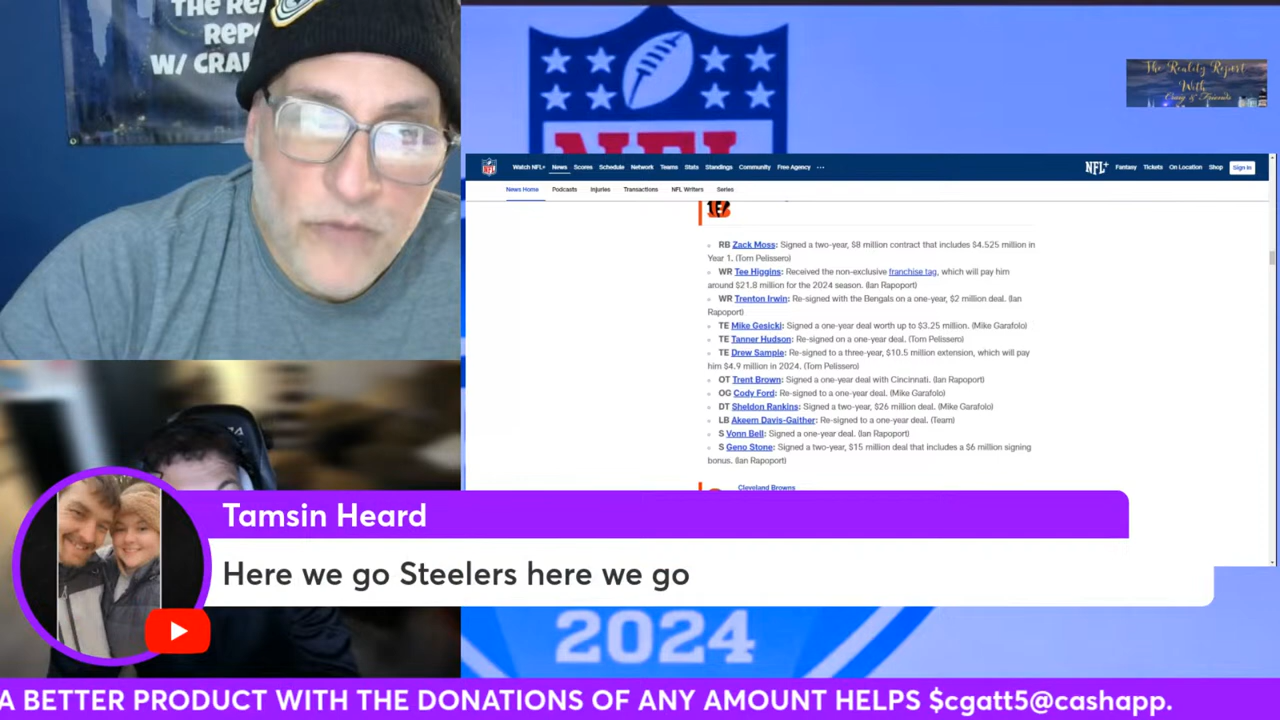 THE REA
REPO
W/ CRAI
NFL
The Reality Report
With
Craig & Friends
Watch NFL+ News Scores Schedule Network Teams Stats Standings Community Free Agency ... NFL+ Fantasy Tickets On Location Shop Sign In
News Home Podcasts Injuries Transactions NFL Writers Series
RB Zack Moss: Signed a two-year, $8 million contract that includes $4.525 million in
Year 1. (Tom Pelissero)
WR Tee Higgins: Received the non-exclusive franchise tag, which will pay him
around $21.8 million for the 2024 season. (Ian Rapoport)
WR Trenton Irwin: Re-signed with the Bengals on a one-year, $2 million deal. (Ian
Rapoport)
TE Mike Gesicki: Signed a one-year deal worth up to $3.25 million. (Mike Garafolo)
TE Tanner Hudson: Re-signed on a one-year deal. (Tom Pelissero)
TE Drew Sample: Re-signed to a three-year, $10.5 million extension, which will pay
him $4.9 million in 2024. (Tom Pelissero)
OT Trent Brown: Signed a one-year deal with Cincinnati. (Ian Rapoport)
OG Cody Ford: Re-signed to a one-year deal. (Mike Garafolo)
DT Sheldon Rankins: Signed a two-year, $26 million deal. (Mike Garafolo)
LB Akeem Davis-Gaither: Re-signed to a one-year deal. (Team)
S Vonn Bell: Signed a one-year deal. (Ian Rapoport)
S Geno Stone: Signed a two-year, $15 million deal that includes a $6 million signing
bonus. (Ian Rapoport)
Cleveland Browns
Tamsin Heard
Here we go Steelers here we go
2024
A BETTER PRODUCT WITH THE DONATIONS OF ANY AMOUNT HELPS $cgatt5@cashapp.